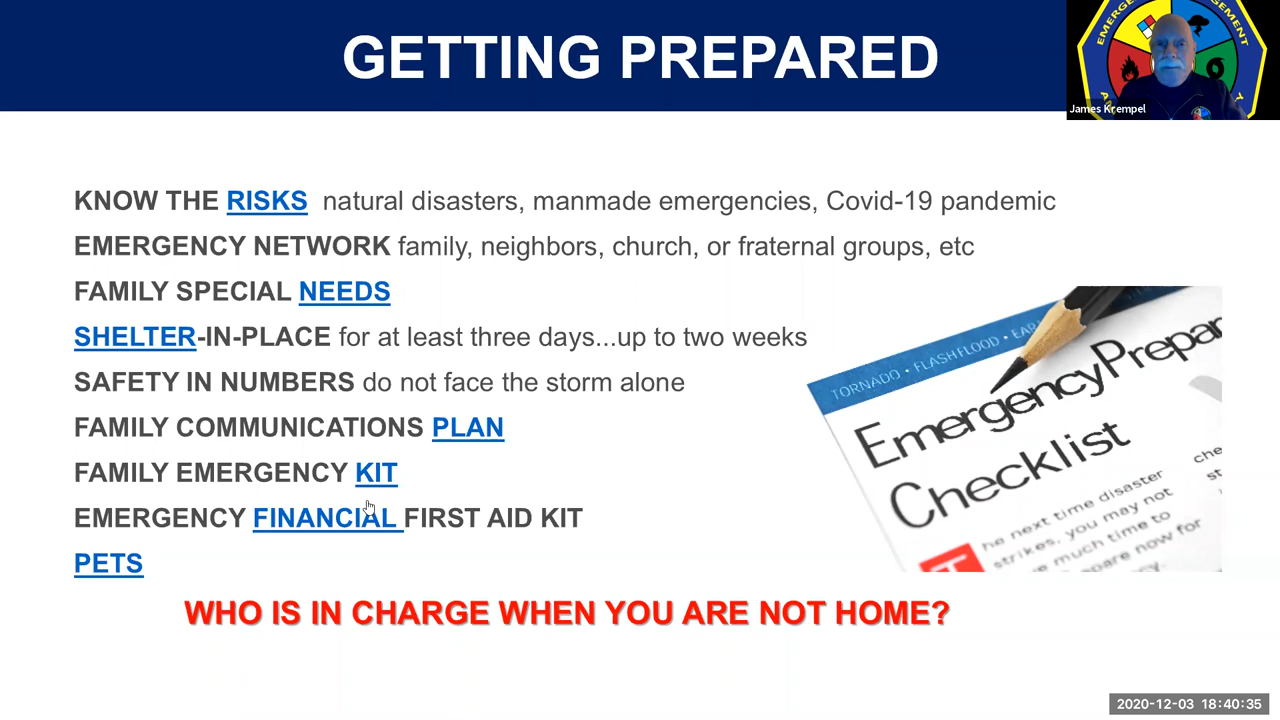 GETTING PREPARED
James Krempel
KNOW THE RISKS natural disasters, manmade emergencies, Covid-19 pandemic
EMERGENCY NETWORK family, neighbors, church, or fraternal groups, etc
FAMILY SPECIAL NEEDS
SHELTER-IN-PLACE for at least three days...up to two weeks
SAFETY IN NUMBERS do not face the storm alone
FAMILY COMMUNICATIONS PLAN
FAMILY EMERGENCY KIT
EMERGENCY FINANCIAL FIRST AID KIT
PETS
WHO IS IN CHARGE WHEN YOU ARE NOT HOME?
TORNADO • FLASH FLOOD •
Emergency
Checklist
he next time disaster
strikes, you may not
much time to
now for
2020-12-03 18:40:35